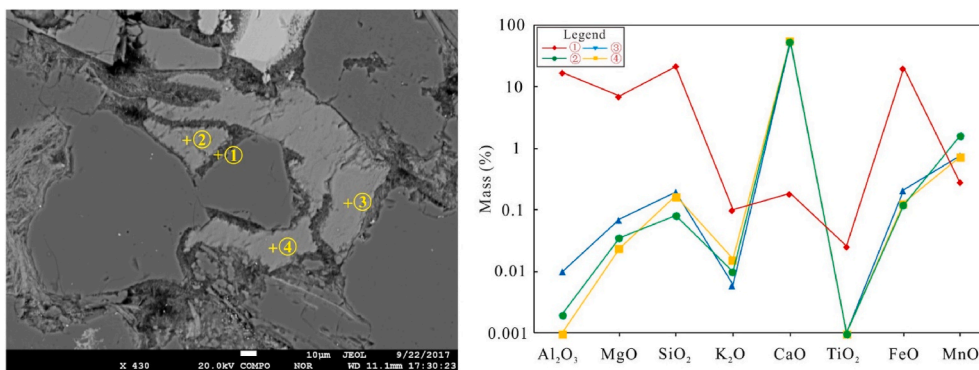 +②
+①
+③
+④
10μm JEOL 9/22/2017
X 430 20.0kV COMPO NOR WD 11.1mm 17:30:23
Legend
① ③
② ④
Mass (%)
100
10
1
0.1
0.01
0.001
Al₂O₃ MgO SiO₂ K₂O CaO TiO₂ FeO MnO